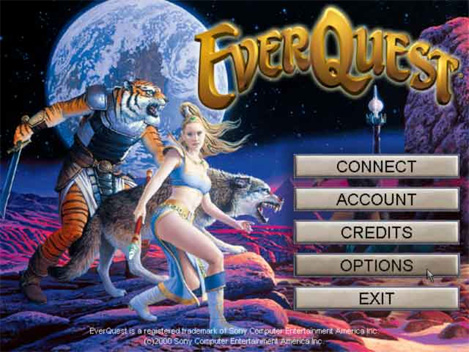 EVERQUEST
CONNECT
ACCOUNT
CREDITS
OPTIONS
EXIT
EverQuest is a registered trademark of Sony Computer Entertainment America Inc.
(c)2000 Sony Computer Entertainment America Inc.